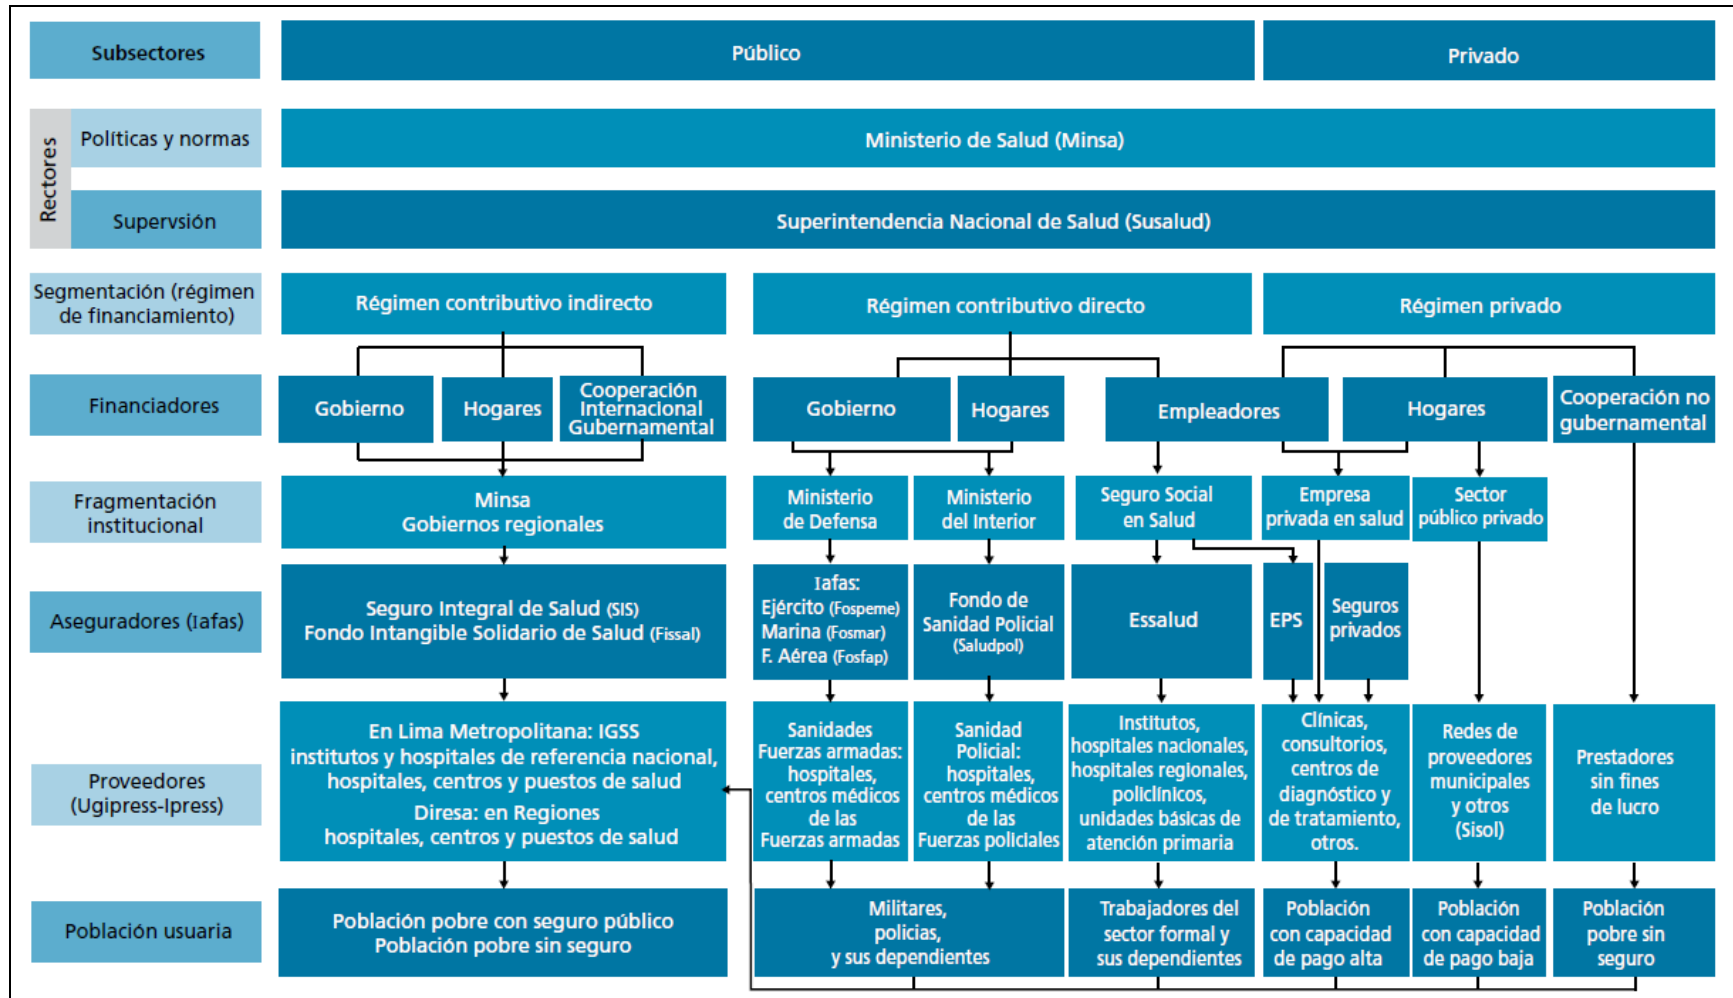 Subsectores
Público
Privado
Rectores
Políticas y normas
Ministerio de Salud (Minsa)
Supervsión
Superintendencia Nacional de Salud (Susalud)
Segmentación (régimen
de financiamiento)
Régimen contributivo indirecto
Régimen contributivo directo
Régimen privado
Financiadores
Gobierno
Hogares
Cooperación
Internacional
Gubernamental
Gobierno
Hogares
Empleadores
Hogares
Cooperación no
gubernamental
Fragmentación
institucional
Minsa
Gobiernos regionales
Ministerio
de Defensa
Ministerio
del Interior
Seguro Social
en Salud
Empresa
privada en salud
Sector
público privado
Aseguradores (Iafas)
Seguro Integral de Salud (SIS)
Fondo Intangible Solidario de Salud (Fissal)
Iafas:
Ejército (Fospeme)
Marina (Fosmar)
F. Aérea (Fosfap)
Fondo de
Sanidad Policial
(Saludpol)
Essalud
EPS
Seguros
privados
Proveedores
(Ugipress-Ipress)
En Lima Metropolitana: IGSS
institutos y hospitales de referencia nacional,
hospitales, centros y puestos de salud
Diresa: en Regiones
hospitales, centros y puestos de salud
Sanidades
Fuerzas armadas:
hospitales,
centros médicos
de las
Fuerzas armadas
Sanidad
Policial:
hospitales,
centros médicos
de las
Fuerzas policiales
Institutos,
hospitales nacionales,
hospitales regionales,
policlínicos,
unidades básicas de
atención primaria
Clínicas,
consultorios,
centros de
diagnóstico y
de tratamiento,
otros.
Redes de
proveedores
municipales
y otros
(Sisol)
Prestadores
sin fines
de lucro
Población usuaria
Población pobre con seguro público
Población pobre sin seguro
Militares,
policias,
y sus dependientes
Trabajadores del
sector formal y
sus dependientes
Población
con capacidad
de pago alta
Población
con capacidad
de pago baja
Población
pobre sin
seguro